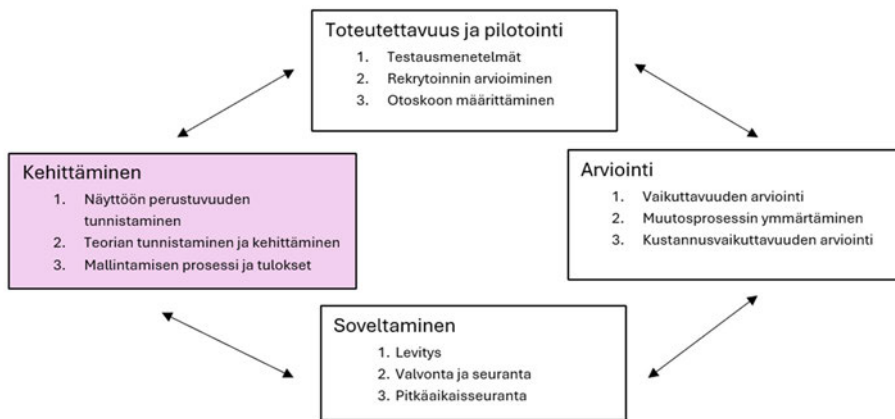 Toteutettavuus ja pilotointi
1. Testausmenetelmät
2. Rekrytoinnin arvioiminen
3. Otoskoon määrittäminen
Kehittäminen
1. Näyttöön perustuvuuden
tunnistaminen
2. Teorian tunnistaminen ja kehittäminen
3. Mallintamisen prosessi ja tulokset
Arviointi
1. Vaikuttavuuden arviointi
2. Muutosprosessin ymmärtäminen
3. Kustannusvaikuttavuuden arviointi
Soveltaminen
1. Levitys
2. Valvonta ja seuranta
3. Pitkäaikaisseuranta